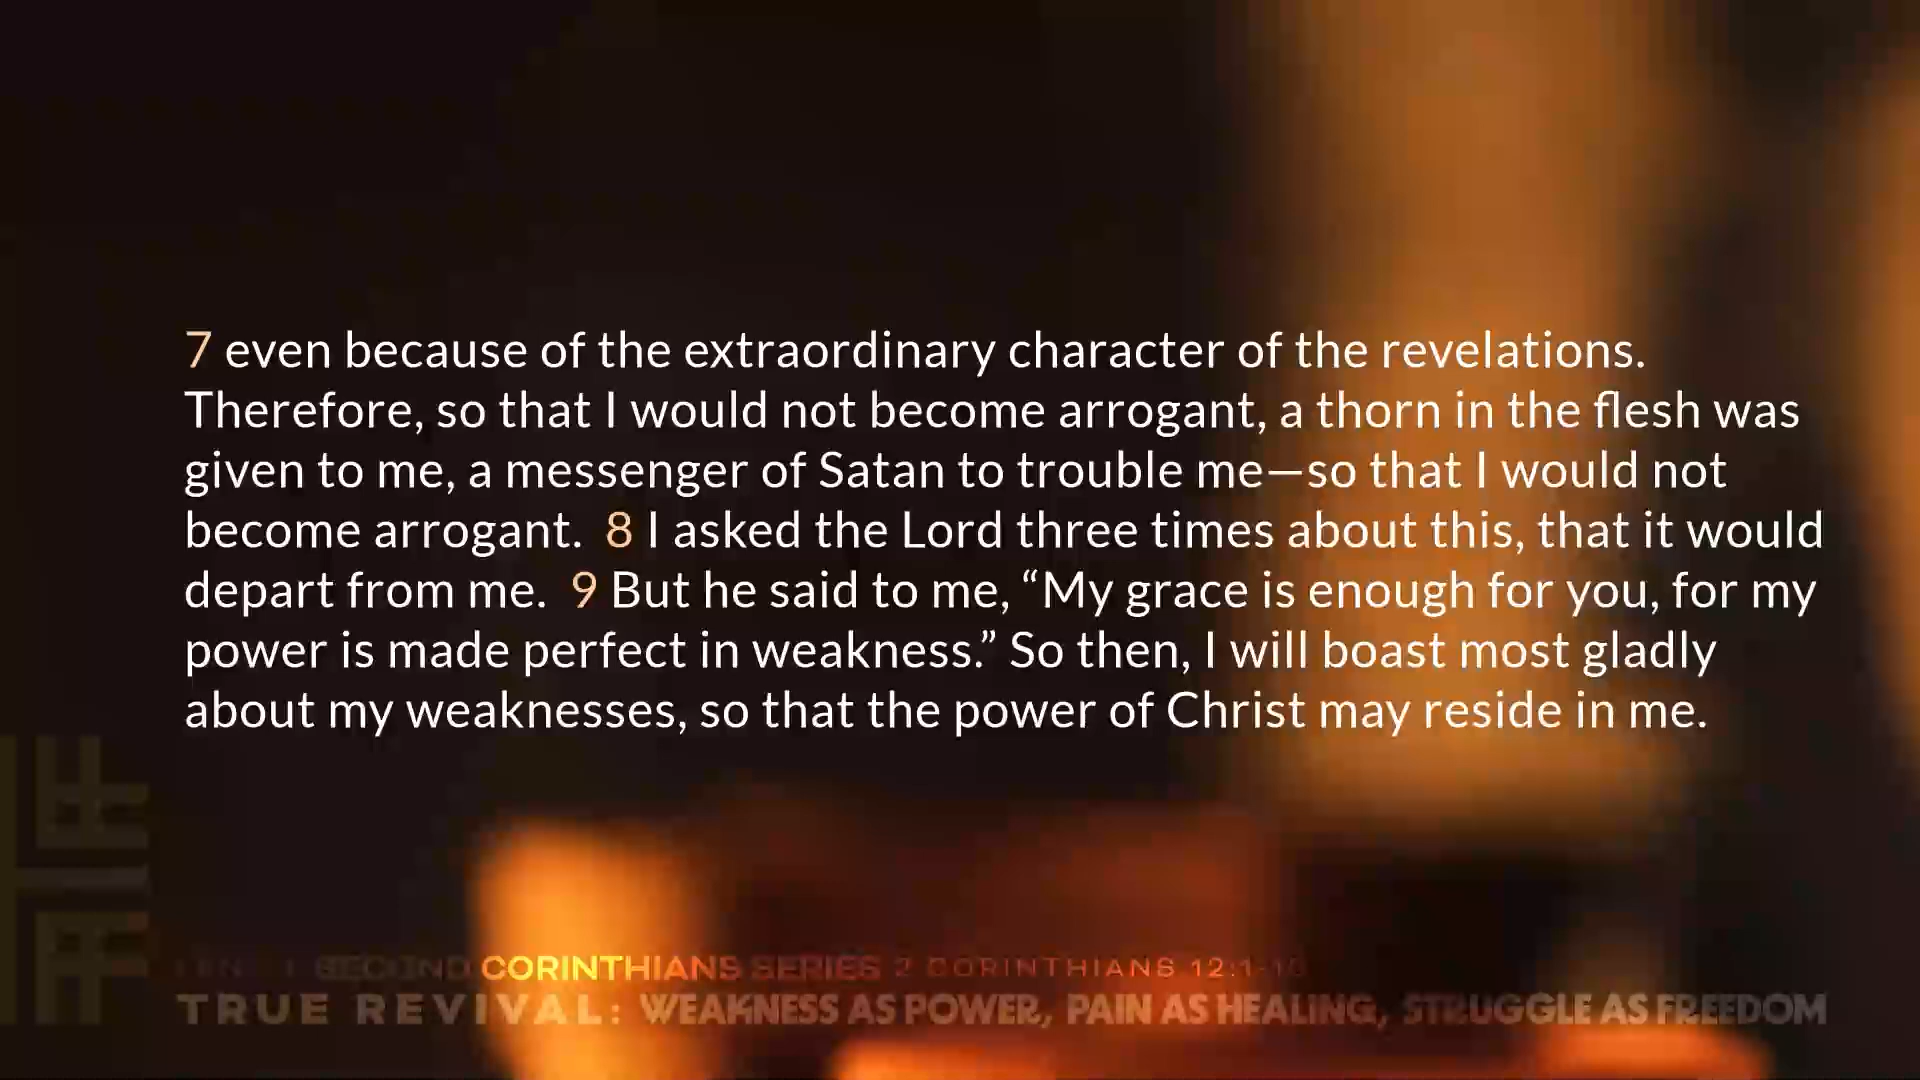 7 even because of the extraordinary character of the revelations.
Therefore, so that I would not become arrogant, a thorn in the flesh was
given to me, a messenger of Satan to trouble me—so that I would not
become arrogant.  8 I asked the Lord three times about this, that it would
depart from me.  9 But he said to me, “My grace is enough for you, for my
power is made perfect in weakness.” So then, I will boast most gladly
about my weaknesses, so that the power of Christ may reside in me.
SECOND CORINTHIANS SERIES 2 CORINTHIANS 12:1-10
TRUE REVIVAL: WEAKNESS AS POWER, PAIN AS HEALING, STRUGGLE AS FREEDOM